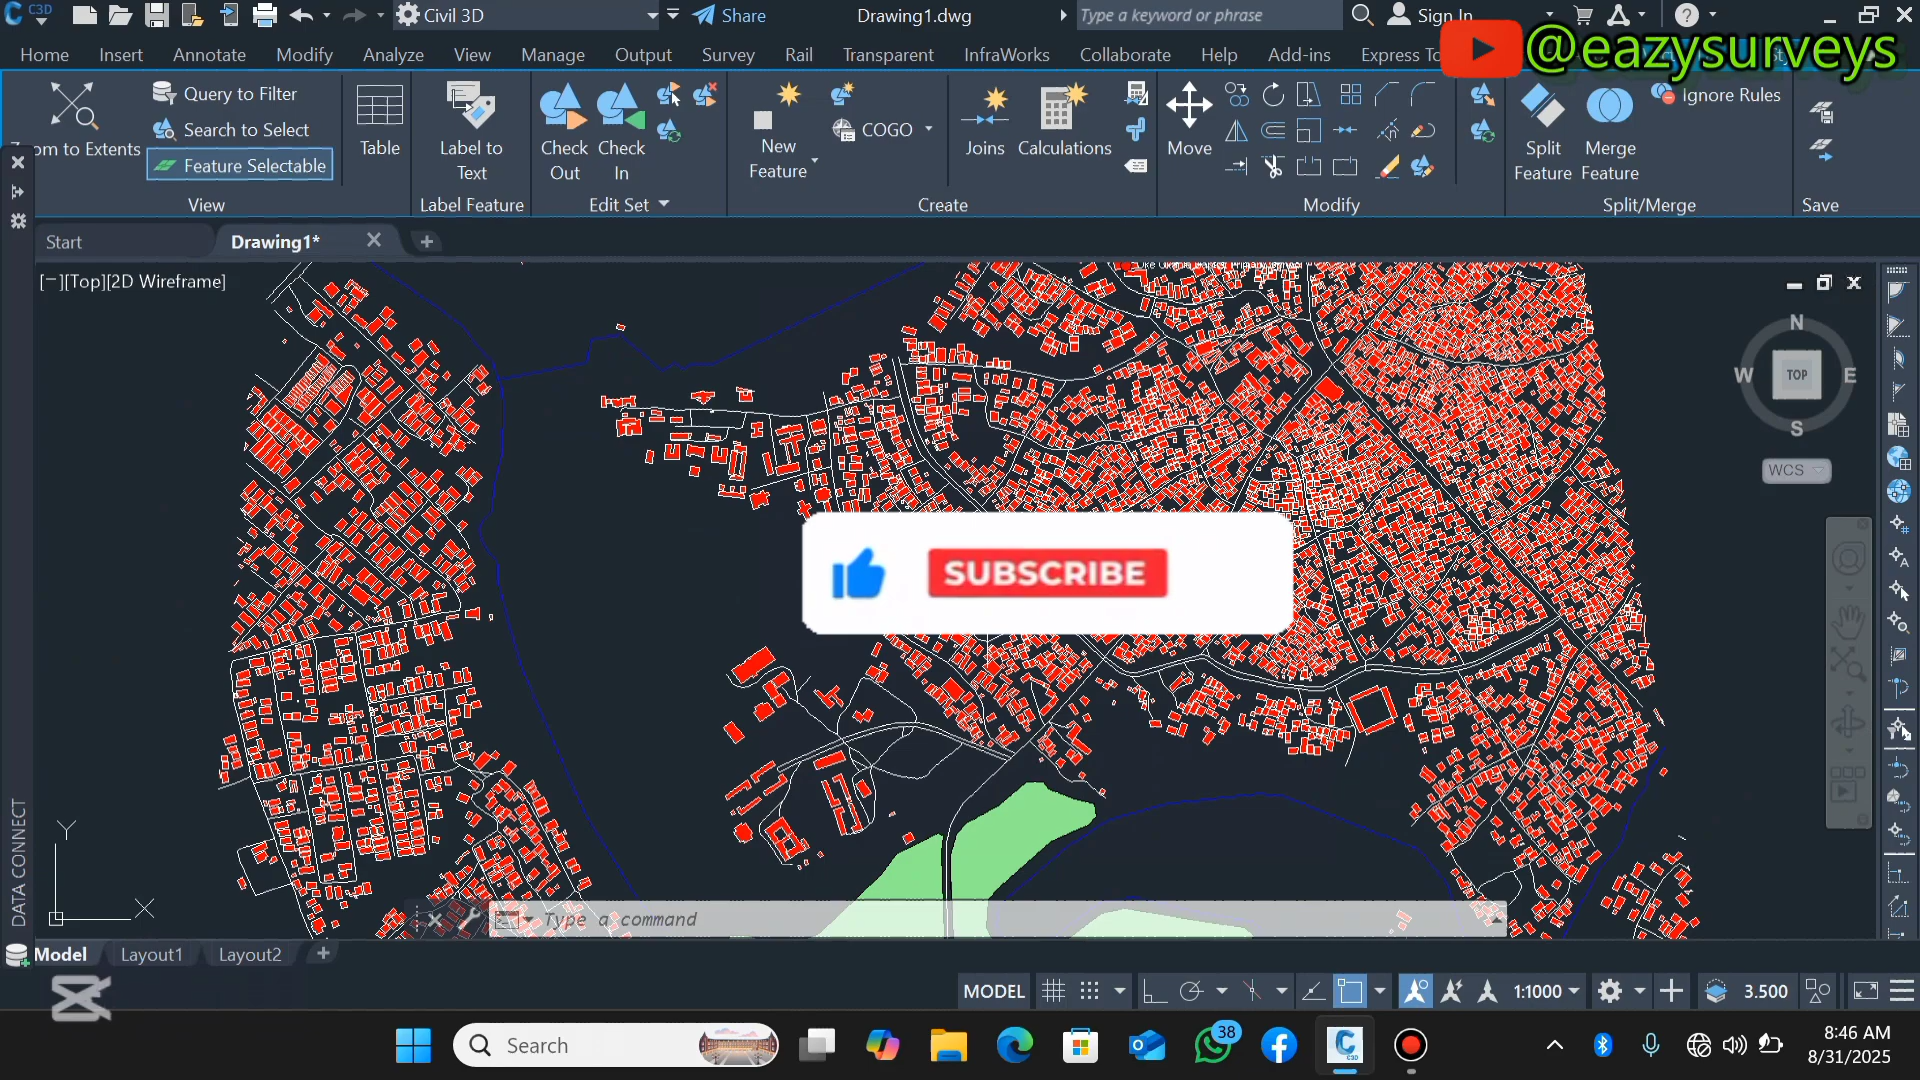 C3D
Civil 3D
Share
Drawing1.dwg
Type a keyword or phrase
Sign In
@eazysurveys
Home
Insert
Annotate
Modify
Analyze
View
Manage
Output
Survey
Rail
Transparent
InfraWorks
Collaborate
Help
Add-ins
Express To
om to Extents
Query to Filter
Search to Select
Feature Selectable
View
Table
Label to
Text
Label Feature
Check
Out
Check
In
Edit Set
New
Feature
COGO
Create
Joins
Calculations
Move
Modify
Split
Feature
Merge
Feature
Ignore Rules
Split/Merge
Save
Start
Drawing1*
[−][Top][2D Wireframe]
N
W
TOP
E
S
WCS
SUBSCRIBE
DATA CONNECT
Y
X
Type a command
Model
Layout1
Layout2
MODEL
1:1000
3.500
Search
38
8:46 AM
8/31/2025